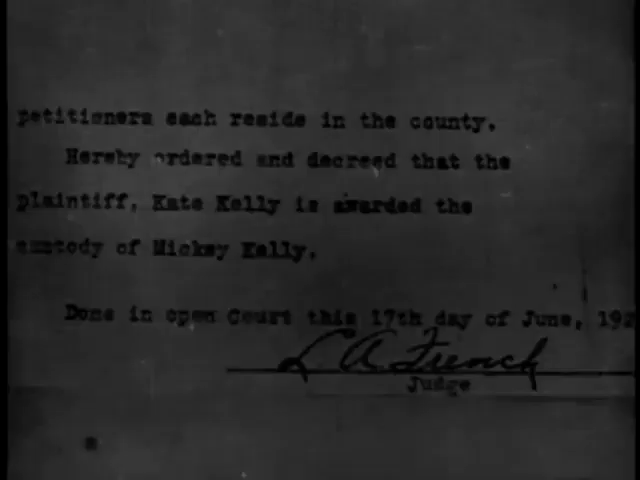 petitioners each reside in the county.
Hereby ordered and decreed that the
plaintiff, Kate Kelly is awarded the
custody of Mickey Kelly.
Done in open Court this 17th day of June, 192
L A French
Judge